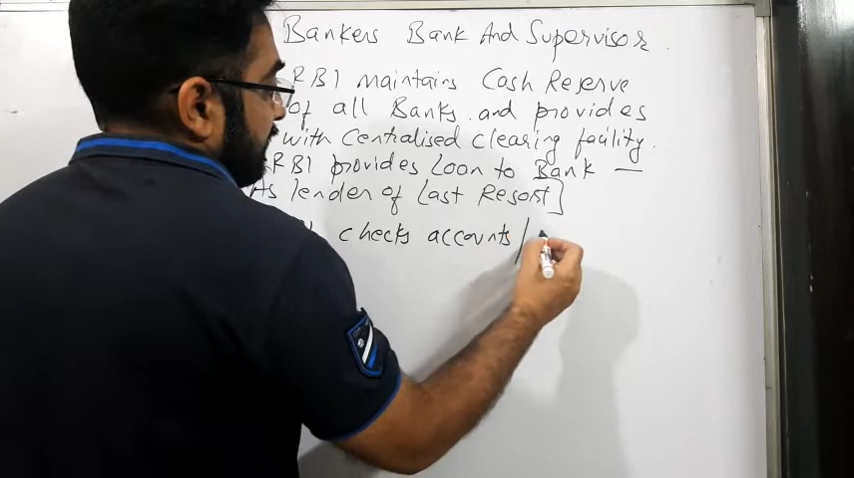 Bankers Bank And Supervisor
RBI maintains Cash Reserve
of all Banks and provides
with Centralised clearing facility.
RBI provides Loan to Bank —
As lender of Last Resort]
checks accounts/